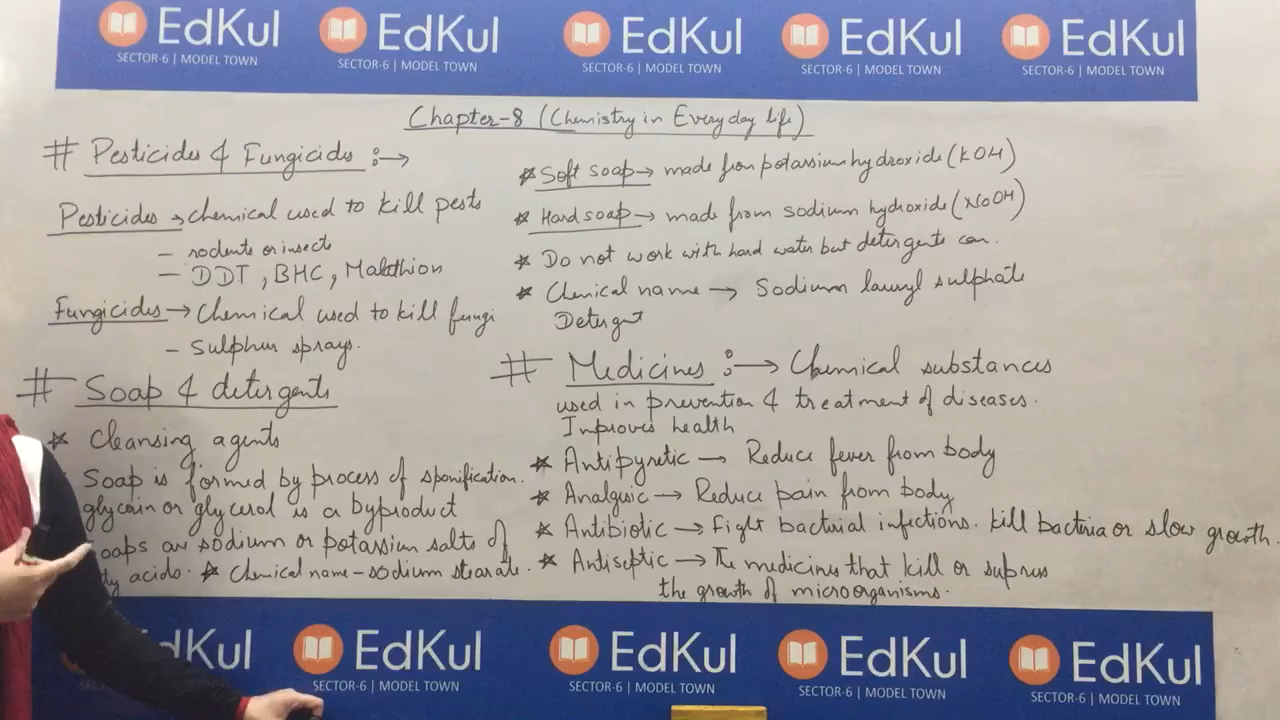 EdKul EdKul EdKul EdKul EdKul
SECTOR-6 | MODEL TOWN SECTOR-6 | MODEL TOWN SECTOR-6 | MODEL TOWN SECTOR-6 | MODEL TOWN SECTOR-6 | MODEL TOWN
Chapter-8 (Chemistry in Everyday life)
# Pesticides & Fungicids :→
Pesticides → chemical used to kill pests
– rodents or insects
– DDT, BHC, Malathion
Fungicides → Chemical used to kill fungi
– Sulphur sprays.
# Soap & detergents
* Cleansing agents
Soap is formed by process of sponification.
glycerin or glycerol is a byproduct
oaps are sodium or potassium salts of
ty acids. * Chemical name – sodium stearate.
* Soft soap → made from potassium hydroxide (KOH)
* Hard soap → made from sodium hydroxide (NaOH)
* Do not work with hard water but detergents can.
* Chemical name → Sodium lauryl sulphate
Detergt
# Medicines :→ Chemical substances
used in prevention & treatment of diseases.
Improves health
* Antipyretic → Reduce fever from body
* Analgesic → Reduce pain from body
* Antibiotic → Fight bacterial infections. kill bacteria or slow growth.
* Antiseptic → The medicines that kill or supress
the growth of microorganisms.
dKul EdKul EdKul EdKul EdKul
SECTOR-6 | MODEL TOWN SECTOR-6 | MODEL TOWN SECTOR-6 | MODEL TOWN SECTOR-6 | MODEL TOWN